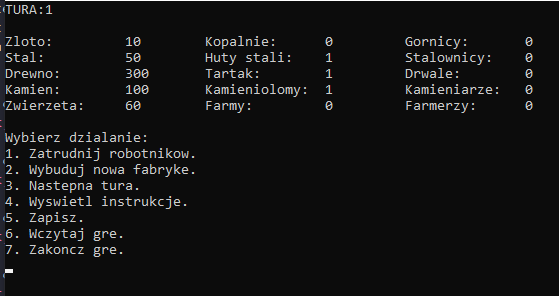 TURA:1
Zloto: 10 Kopalnie: 0 Gornicy: 0
Stal: 50 Huty stali: 1 Stalownicy: 0
Drewno: 300 Tartak: 1 Drwale: 0
Kamien: 100 Kamieniolomy: 1 Kamieniarze: 0
Zwierzeta: 60 Farmy: 0 Farmerzy: 0
Wybierz dzialanie:
1. Zatrudnij robotnikow.
2. Wybuduj nowa fabryke.
3. Nastepna tura.
4. Wyswietl instrukcje.
5. Zapisz.
6. Wczytaj gre.
7. Zakoncz gre.